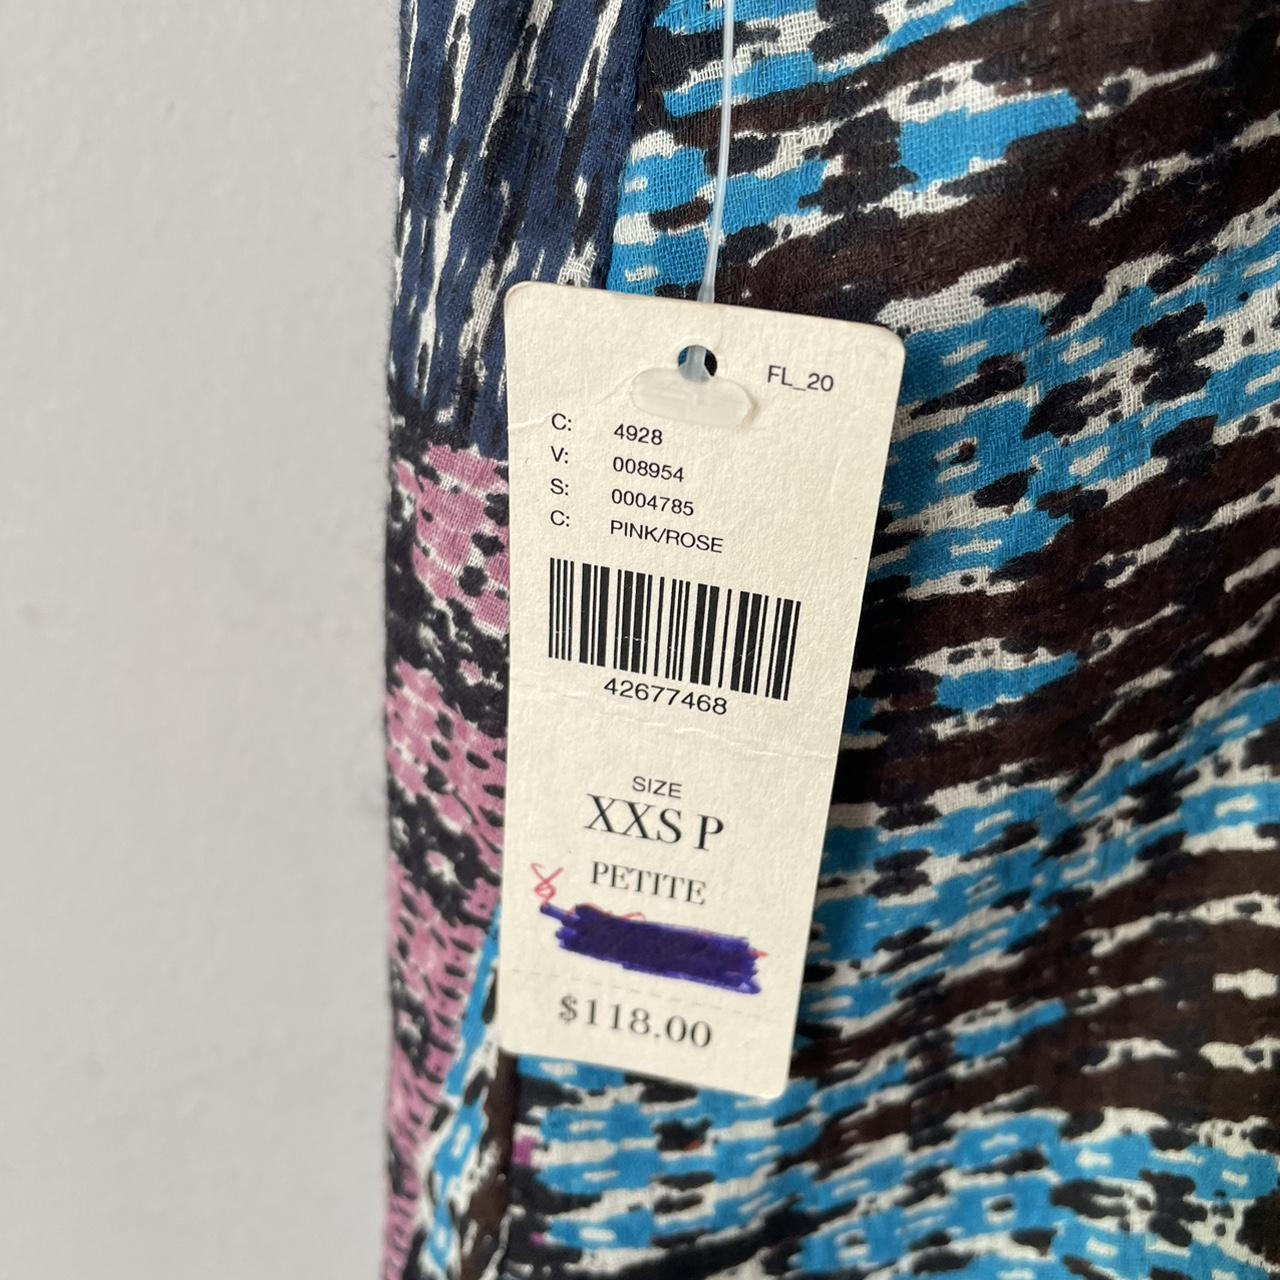 FL_20
C: 4928
V: 008954
S: 0004785
C: PINK/ROSE
42677468
SIZE
XXS P
PETITE
$118.00